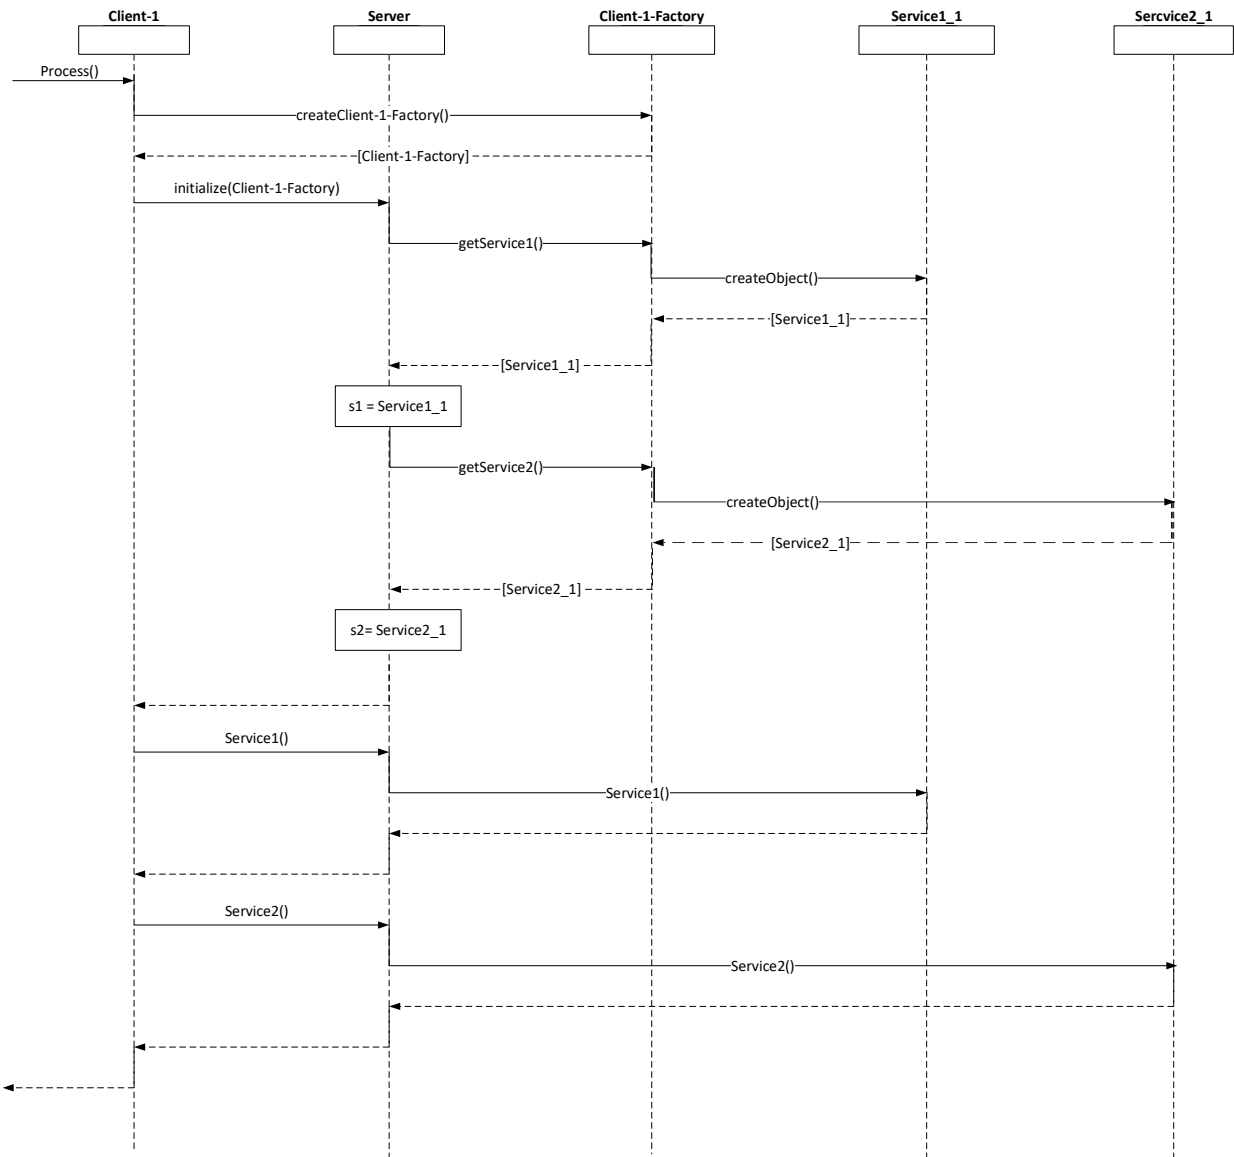 Client-1
Server
Client-1-Factory
Service1_1
Sercvice2_1
Process()
createClient-1-Factory()
[Client-1-Factory]
initialize(Client-1-Factory)
getService1()
createObject()
[Service1_1]
[Service1_1]
s1 = Service1_1
getService2()
createObject()
[Service2_1]
[Service2_1]
s2= Service2_1
Service1()
Service1()
Service2()
Service2()